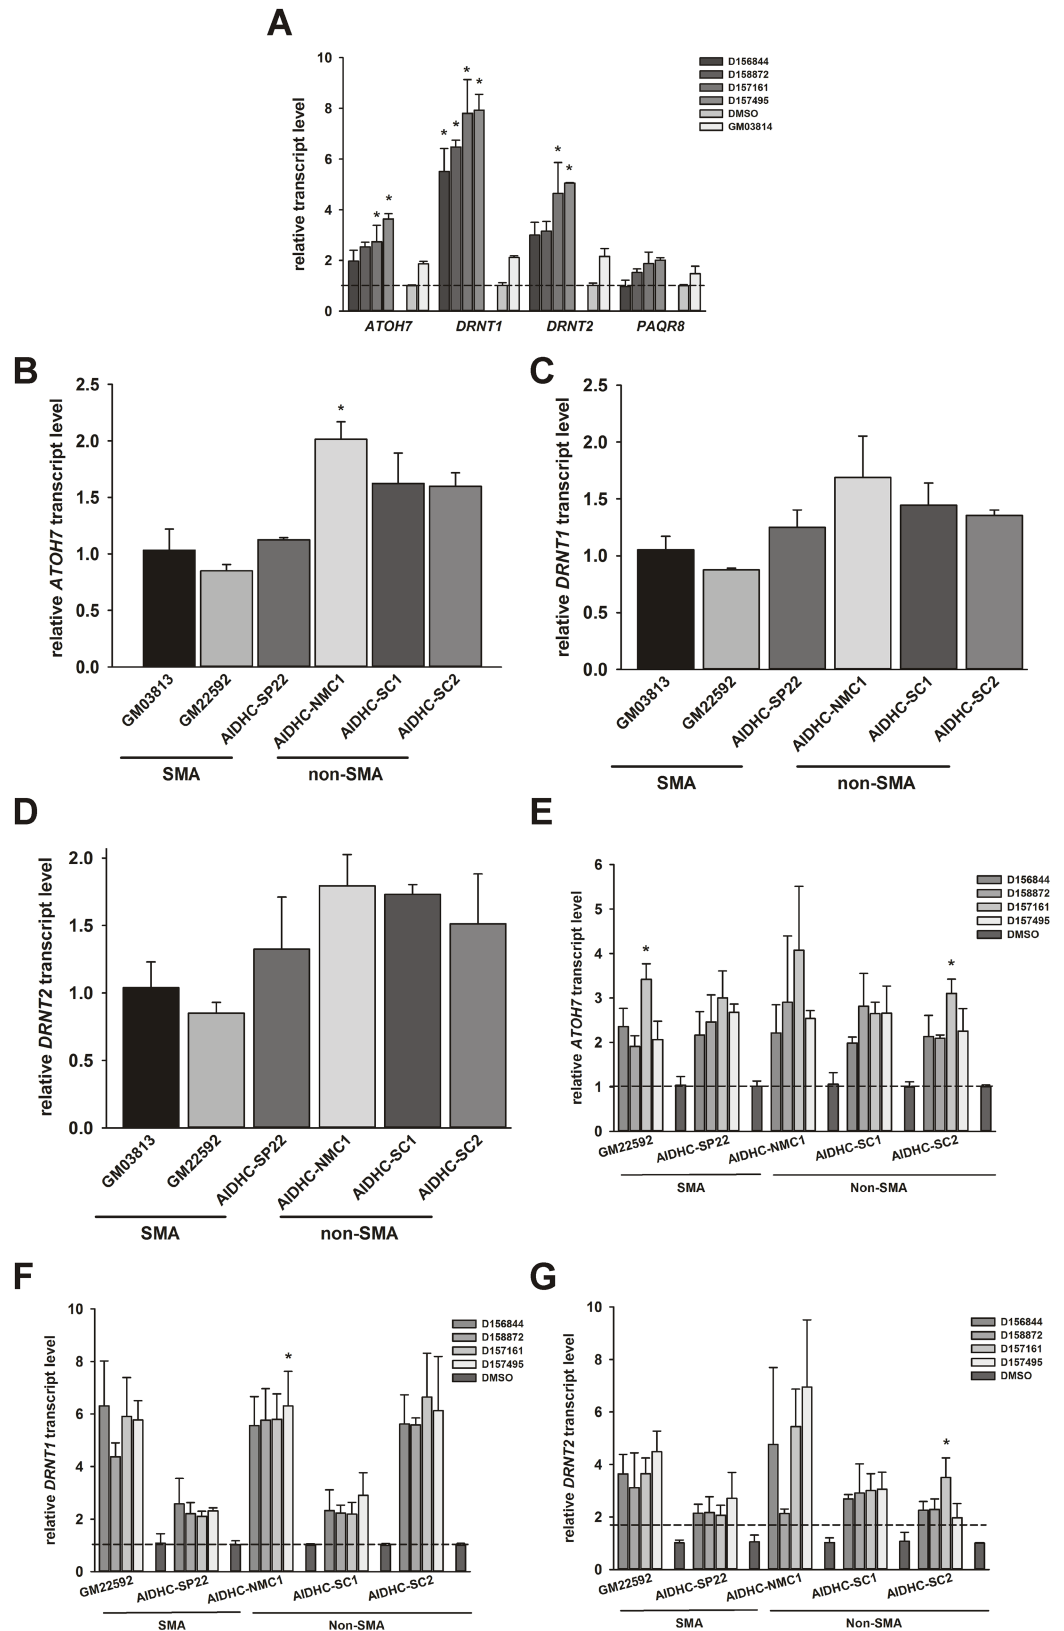 A
relative transcript level
10
8
6
4
2
0
* *
* * * *
* *
ATOH7 DRNT1 DRNT2 PAQR8
D156844
D158872
D157161
D157495
DMSO
GM03814
B
relative ATOH7 transcript level
2.5
2.0
1.5
1.0
0.5
0.0
*
GM03813
GM22592
AIDHC-SP22
AIDHC-NMC1
AIDHC-SC1
AIDHC-SC2
SMA non-SMA
C
relative DRNT1 transcript level
2.5
2.0
1.5
1.0
0.5
0.0
GM03813
GM22592
AIDHC-SP22
AIDHC-NMC1
AIDHC-SC1
AIDHC-SC2
SMA non-SMA
D
relative DRNT2 transcript level
2.0
1.5
1.0
0.5
0.0
GM03813
GM22592
AIDHC-SP22
AIDHC-NMC1
AIDHC-SC1
AIDHC-SC2
SMA non-SMA
E
relative ATOH7 transcript level
6
5
4
3
2
1
0
* *
D156844
D158872
D157161
D157495
DMSO
GM22592 AIDHC-SP22 AIDHC-NMC1 AIDHC-SC1 AIDHC-SC2
SMA Non-SMA
F
relative DRNT1 transcript level
10
8
6
4
2
0
*
D156844
D158872
D157161
D157495
DMSO
GM22592 AIDHC-SP22 AIDHC-NMC1 AIDHC-SC1 AIDHC-SC2
SMA Non-SMA
G
relative DRNT2 transcript level
10
8
6
4
2
0
*
D156844
D158872
D157161
D157495
DMSO
GM22592 AIDHC-SP22 AIDHC-NMC1 AIDHC-SC1 AIDHC-SC2
SMA Non-SMA